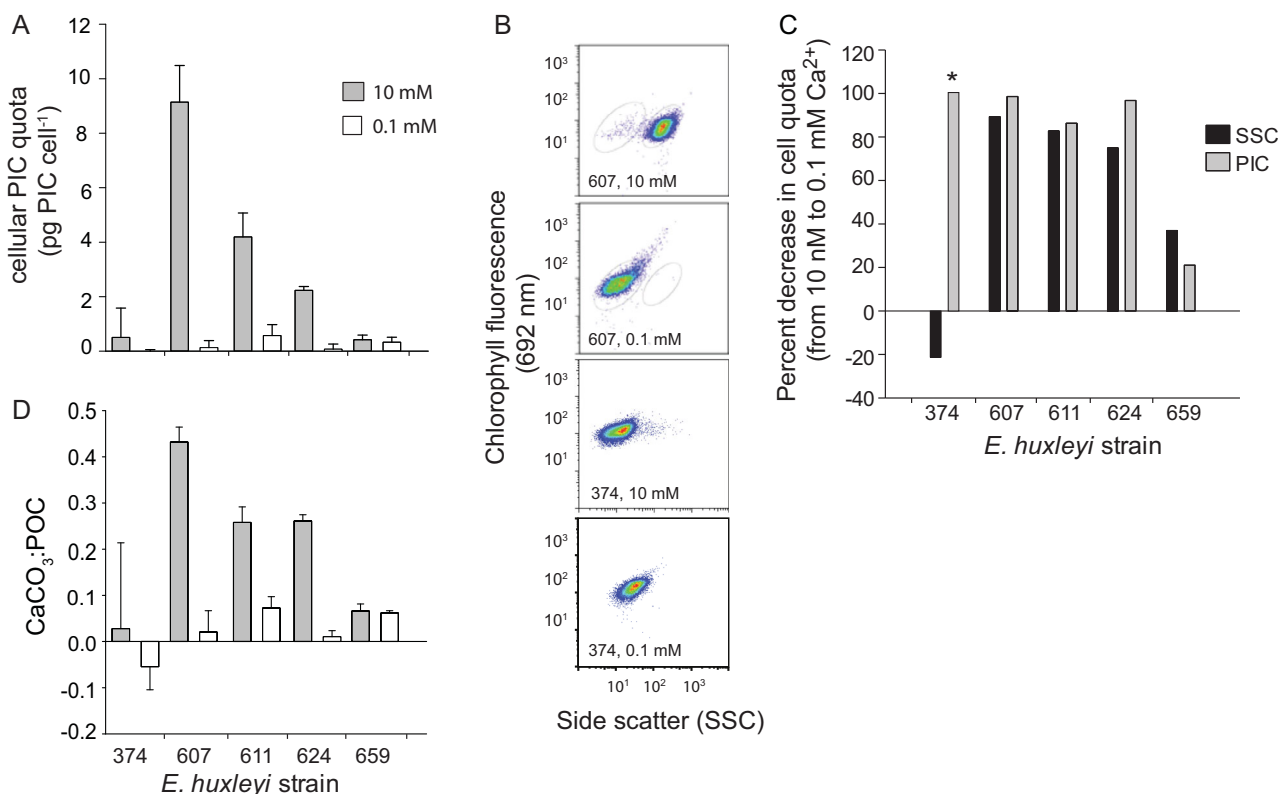 A
12
10
8
6
4
2
0
cellular PIC quota
(pg PIC cell-1)
10 mM
0.1 mM
B
10³
10²
10¹
607, 10 mM
10³
10²
10¹
607, 0.1 mM
10³
10²
10¹
374, 10 mM
10³
10²
10¹
374, 0.1 mM
10¹ 10² 10³
Chlorophyll fluorescence
(692 nm)
Side scatter (SSC)
C
120
100
80
60
40
20
0
-20
-40
Percent decrease in cell quota
(from 10 nM to 0.1 mM Ca²⁺)
*
SSC
PIC
374 607 611 624 659
E. huxleyi strain
D
0.5
0.4
0.3
0.2
0.1
0.0
-0.1
-0.2
CaCO₃:POC
374 607 611 624 659
E. huxleyi strain